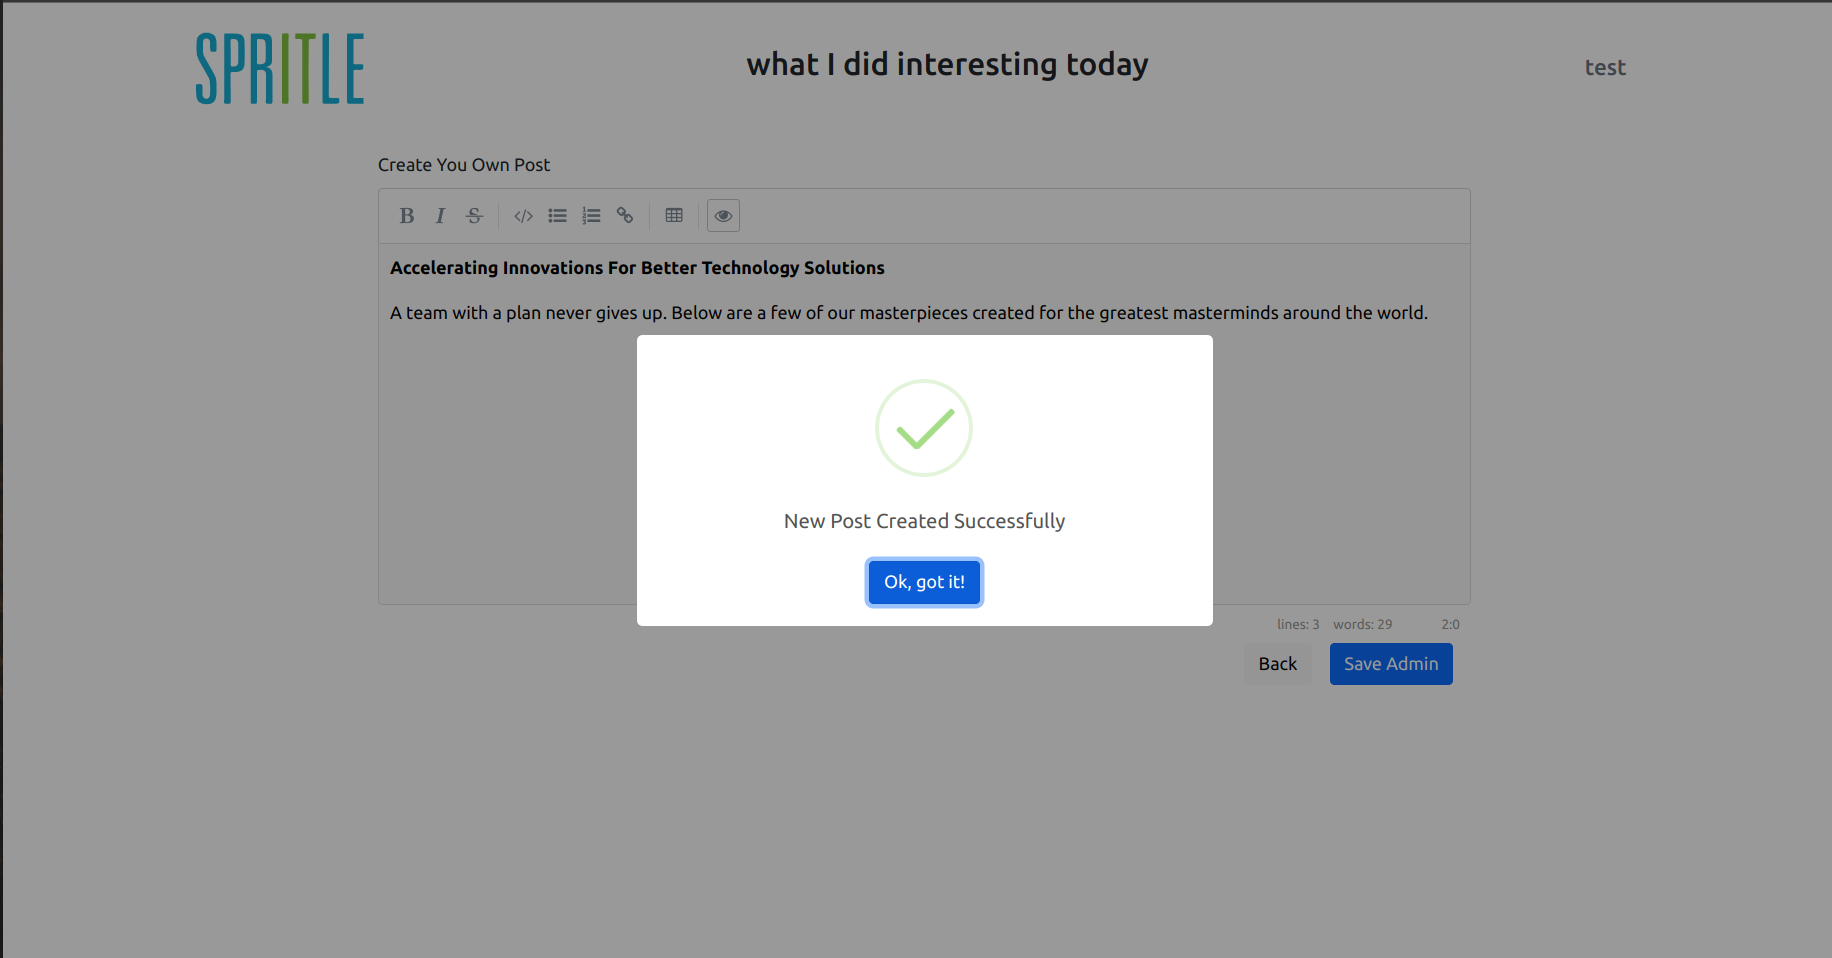 SPRITLE
what I did interesting today
test
Create You Own Post
B I S
Accelerating Innovations For Better Technology Solutions
A team with a plan never gives up. Below are a few of our masterpieces created for the greatest masterminds around the world.
New Post Created Successfully
Ok, got it!
lines: 3 words: 29 2:0
Back Save Admin